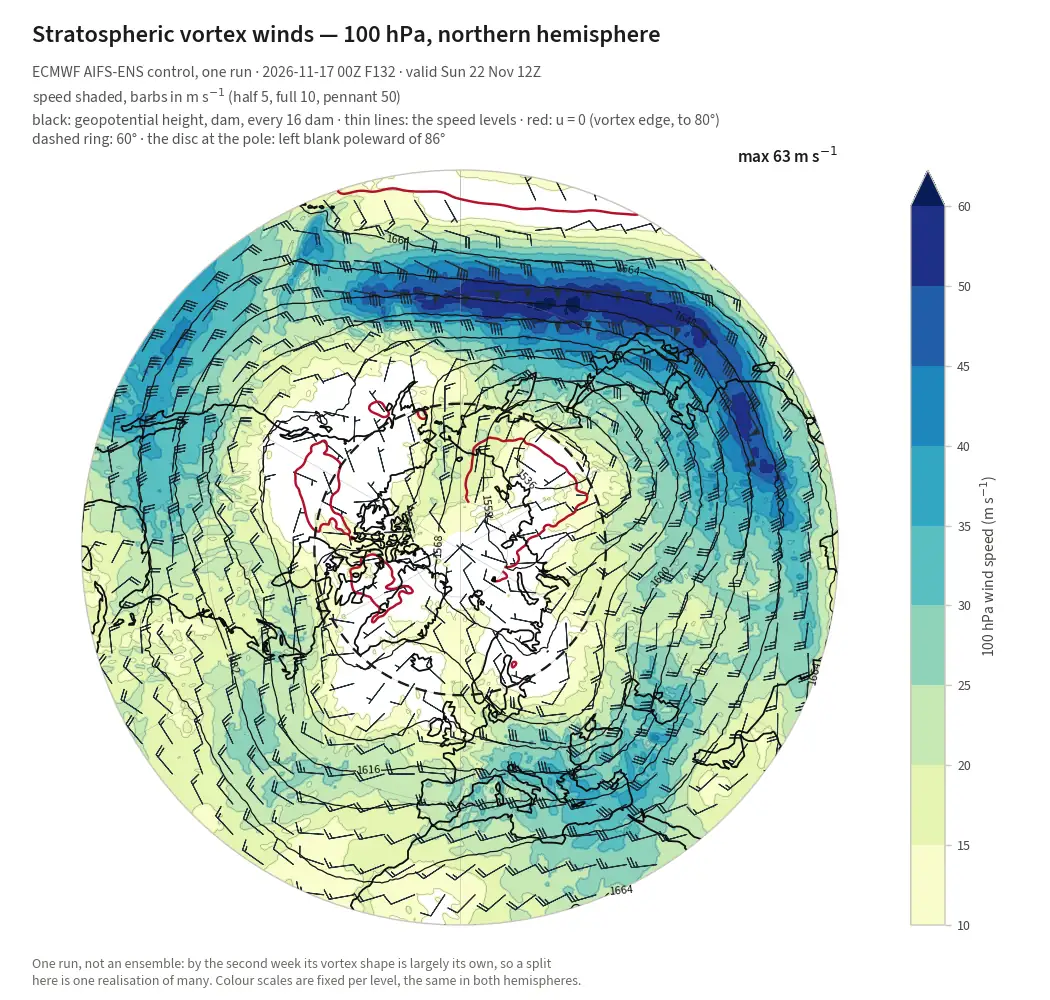 Stratospheric vortex winds — 100 hPa, northern hemisphere
ECMWF AIFS-ENS control, one run · 2026-11-17 00Z F132 · valid Sun 22 Nov 12Z
speed shaded, barbs in m s⁻¹ (half 5, full 10, pennant 50)
black: geopotential height, dam, every 16 dam · thin lines: the speed levels · red: u = 0 (vortex edge, to 80°)
dashed ring: 60° · the disc at the pole: left blank poleward of 86°
max 63 m s⁻¹
1664
1664
1536
1552
1568
1600
1616
1664
60
50
45
40
35
30
25
20
15
10
100 hPa wind speed (m s⁻¹)
One run, not an ensemble: by the second week its vortex shape is largely its own, so a split
here is one realisation of many. Colour scales are fixed per level, the same in both hemispheres.